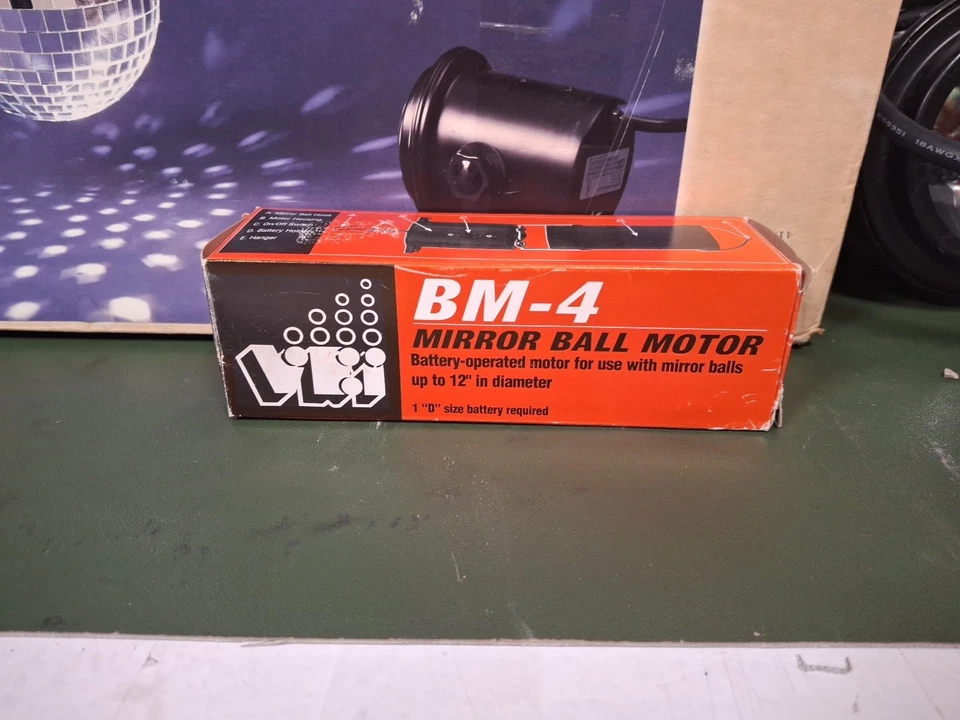 A. Mirror Ball Hook
B. Motor Housing
C. On/Off Switch
D. Battery Holder
E. Hanger
BM-4
MIRROR BALL MOTOR
Battery-operated motor for use with mirror balls
up to 12" in diameter
1 "D" size battery required
18AWG